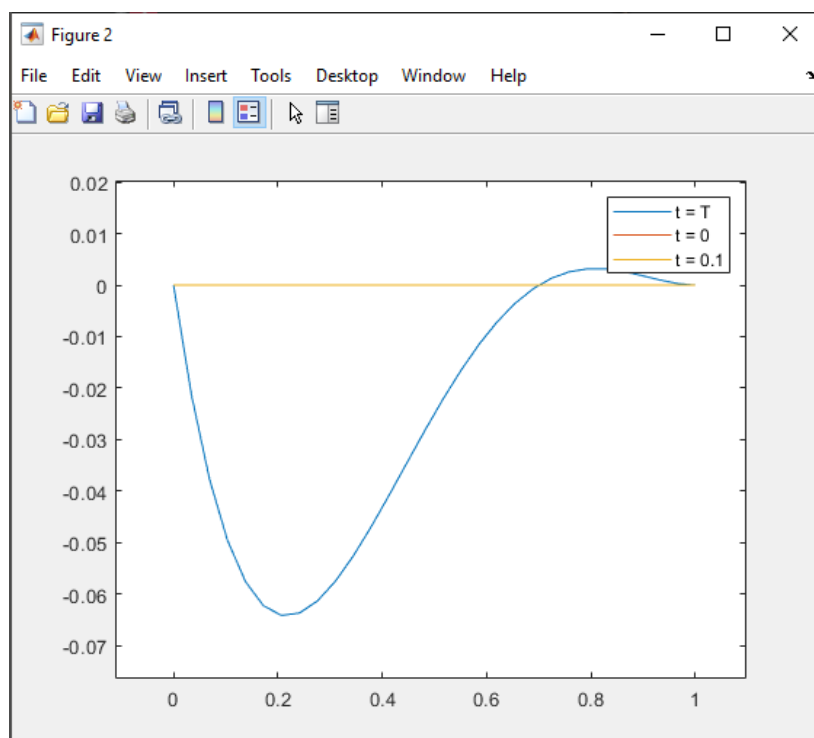 Figure 2
File Edit View Insert Tools Desktop Window Help
0.02
0.01
0
-0.01
-0.02
-0.03
-0.04
-0.05
-0.06
-0.07
t = T
t = 0
t = 0.1
0 0.2 0.4 0.6 0.8 1